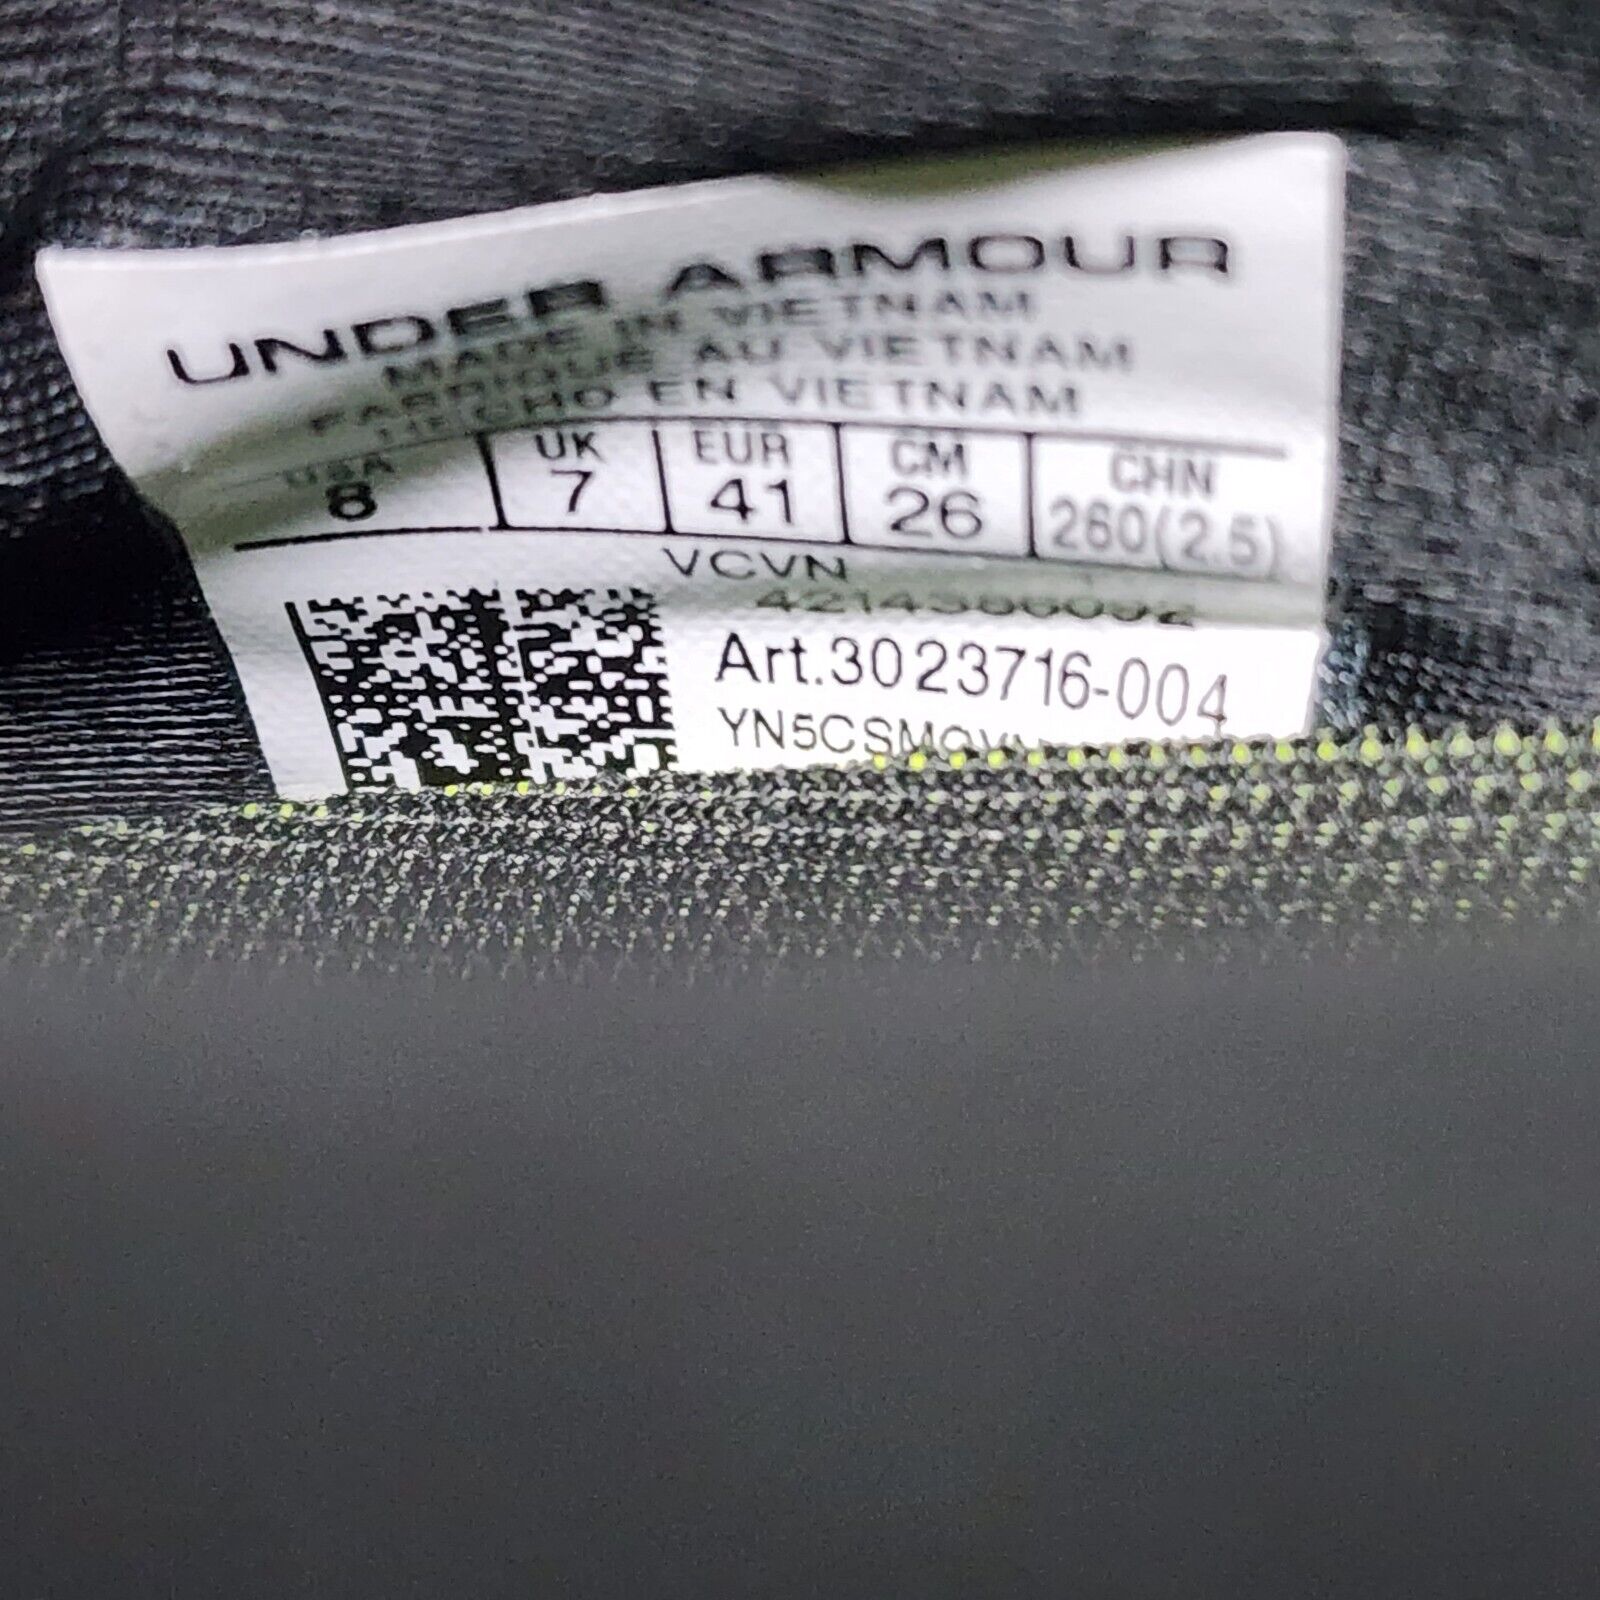 UNDER ARMOUR
MADE IN VIETNAM
FABRIQUÉ AU VIETNAM
HECHO EN VIETNAM
USA UK EUR CM CHN
8 7 41 26 260(2.5)
VCVN
Art.3023716-004